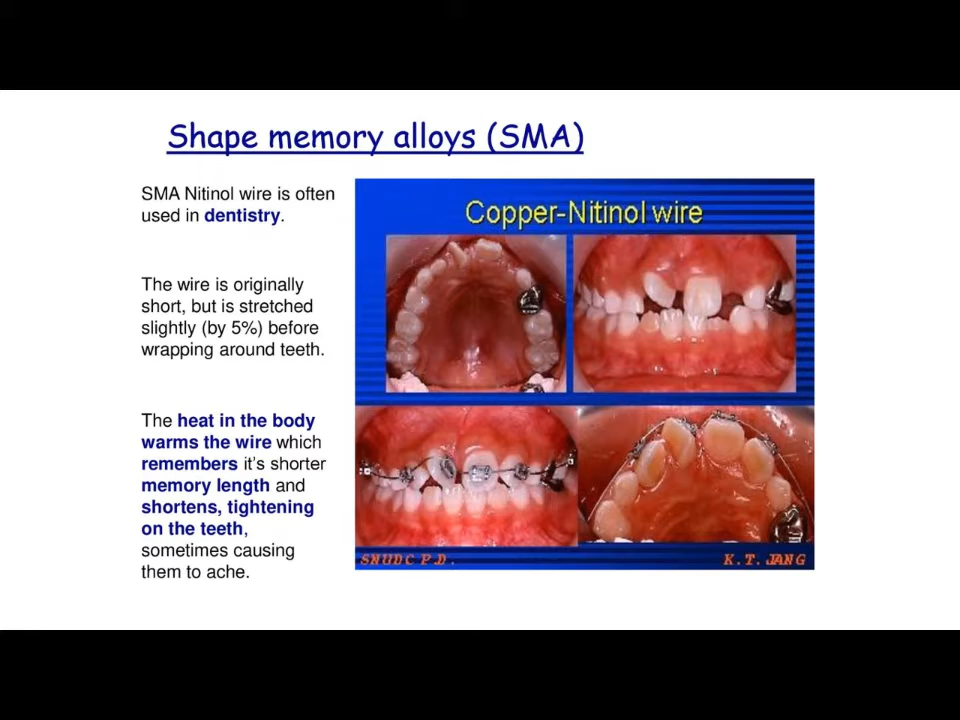 Shape memory alloys (SMA)
SMA Nitinol wire is often
used in dentistry.
The wire is originally
short, but is stretched
slightly (by 5%) before
wrapping around teeth.
The heat in the body
warms the wire which
remembers it's shorter
memory length and
shortens, tightening
on the teeth,
sometimes causing
them to ache.
Copper-Nitinol wire
SNUDC P.D.
K.T. JANG